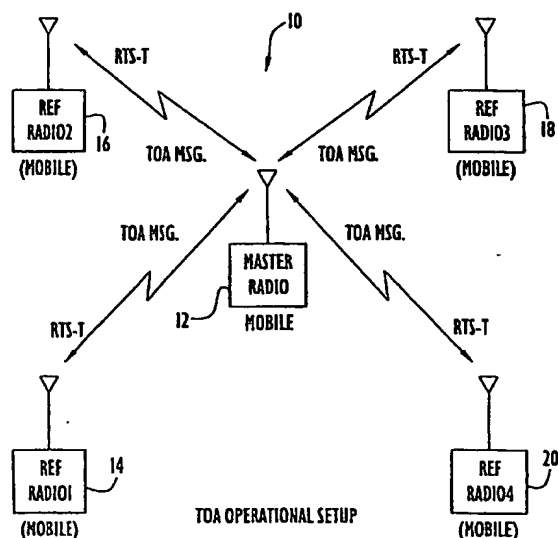 10
RTS-T
RTS-T
REF
RADIO2
16
(MOBILE)
REF
RADIO3
18
(MOBILE)
TOA MSG.
TOA MSG.
TOA MSG.
TOA MSG.
MASTER
RADIO
12
MOBILE
RTS-T
RTS-T
REF
RADIO1
14
(MOBILE)
REF
RADIO4
20
(MOBILE)
TOA OPERATIONAL SETUP